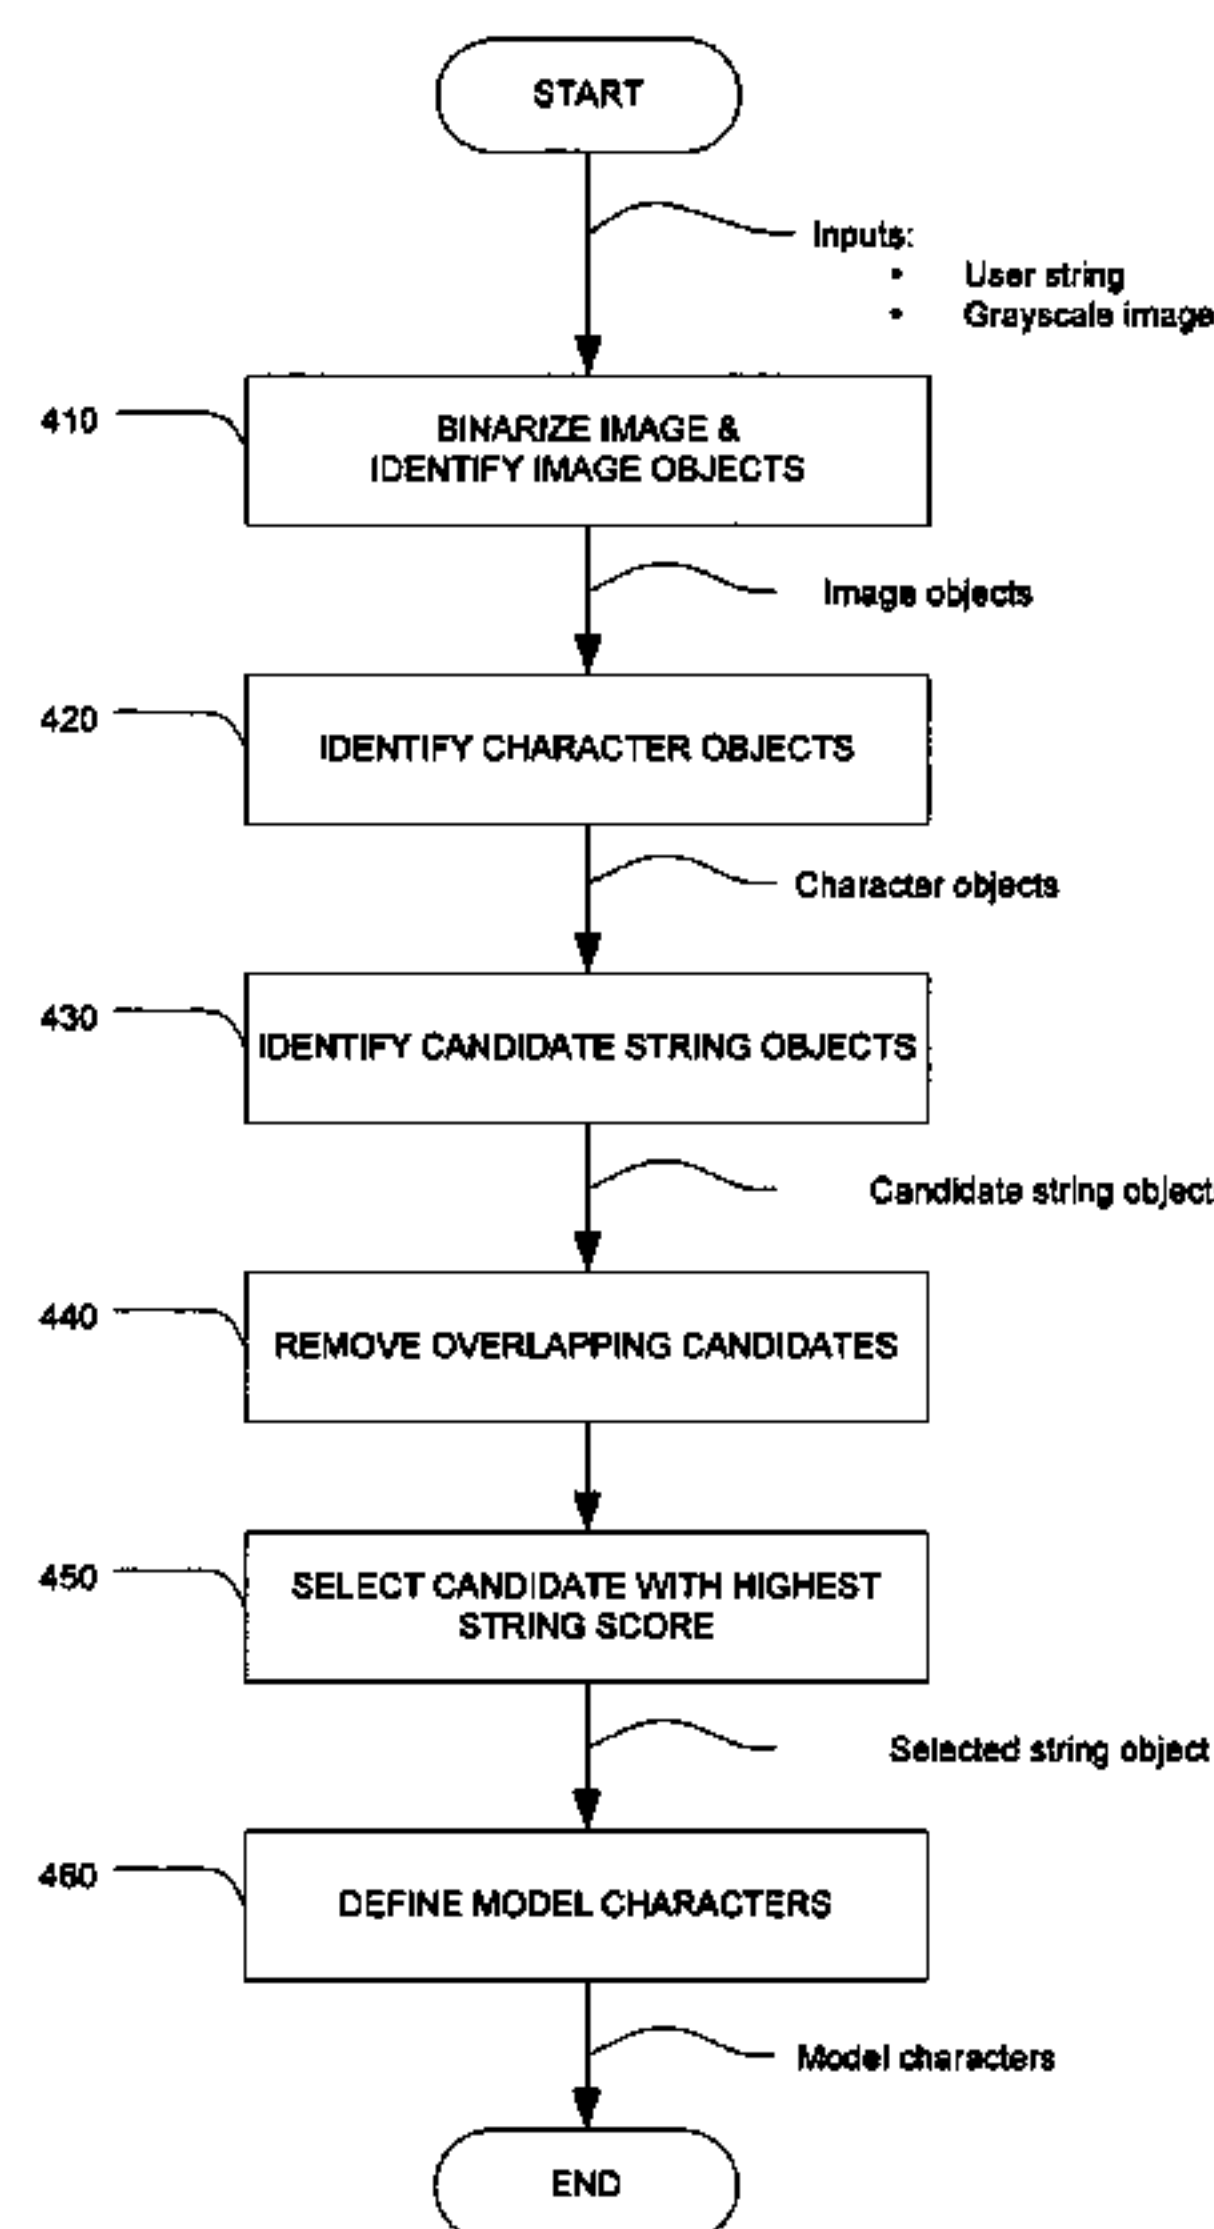 START
Inputs:
• User string
• Grayscale image
410
BINARIZE IMAGE &
IDENTIFY IMAGE OBJECTS
Image objects
420
IDENTIFY CHARACTER OBJECTS
Character objects
430
IDENTIFY CANDIDATE STRING OBJECTS
Candidate string object
440
REMOVE OVERLAPPING CANDIDATES
450
SELECT CANDIDATE WITH HIGHEST
STRING SCORE
Selected string object
460
DEFINE MODEL CHARACTERS
Model characters
END